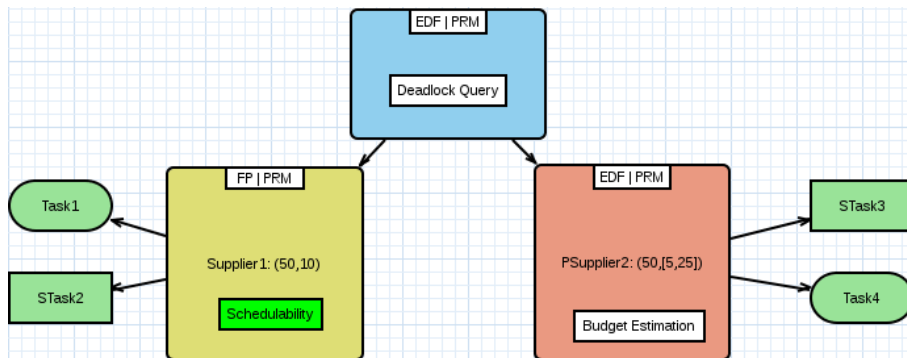 EDF | PRM
Deadlock Query
FP | PRM
EDF | PRM
Task1
STask3
Supplier1: (50,10)
PSupplier2: (50,[5,25])
STask2
Task4
Schedulability
Budget Estimation